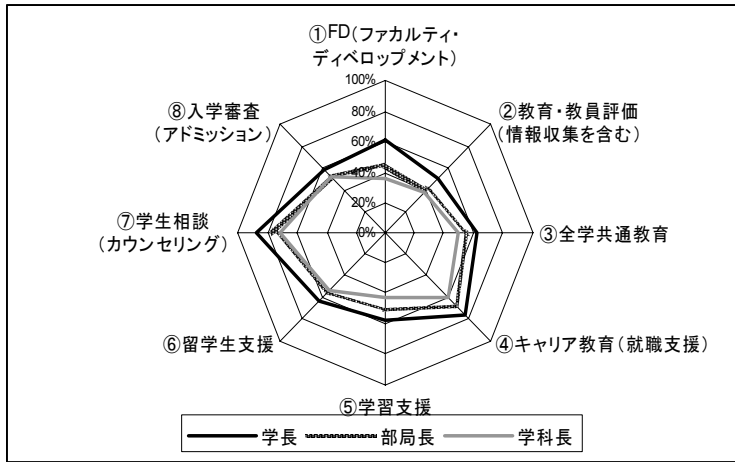 ①FD(ファカルティ・
ディベロップメント)
100%
80%
60%
40%
20%
0%
②教育・教員評価
(情報収集を含む)
③全学共通教育
④キャリア教育(就職支援)
⑤学習支援
⑥留学生支援
⑦学生相談
(カウンセリング)
⑧入学審査
(アドミッション)
学長
部局長
学科長